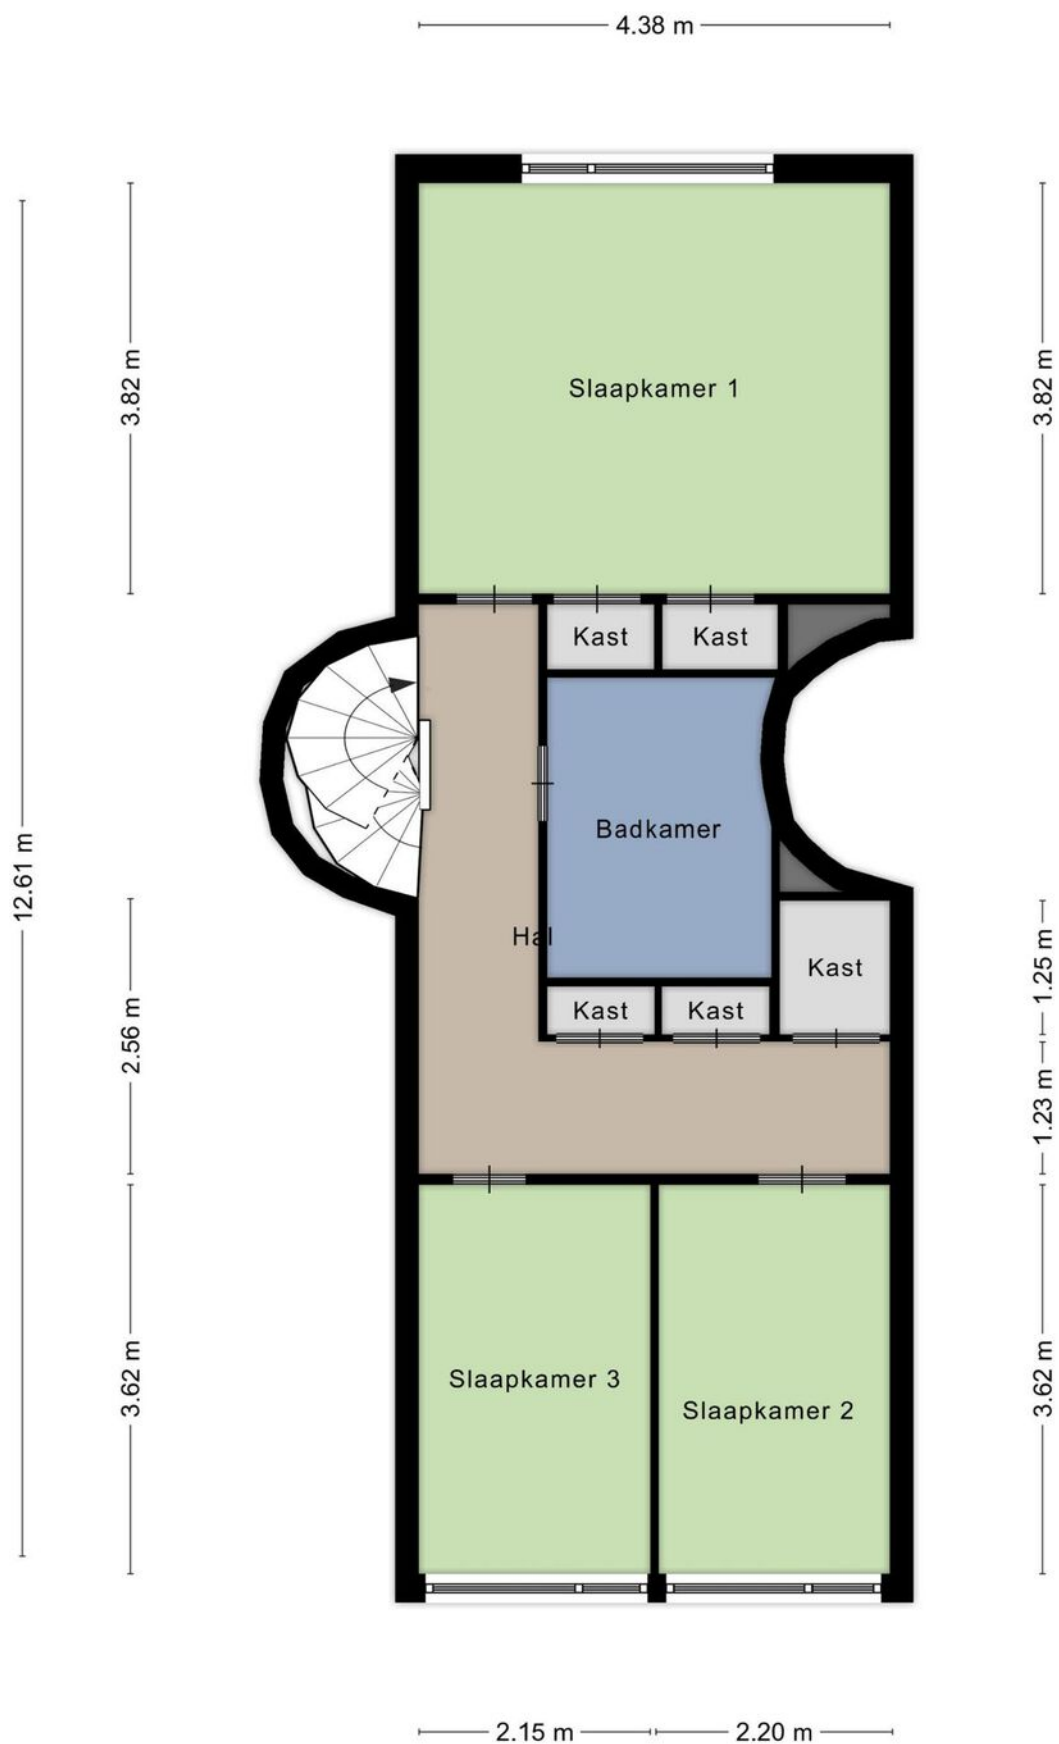 4.38 m
3.82 m
3.82 m
Slaapkamer 1
Kast
Kast
Badkamer
12.61 m
Hal
Kast
1.25 m
Kast
Kast
2.56 m
1.23 m
3.62 m
Slaapkamer 3
Slaapkamer 2
3.62 m
2.15 m
2.20 m